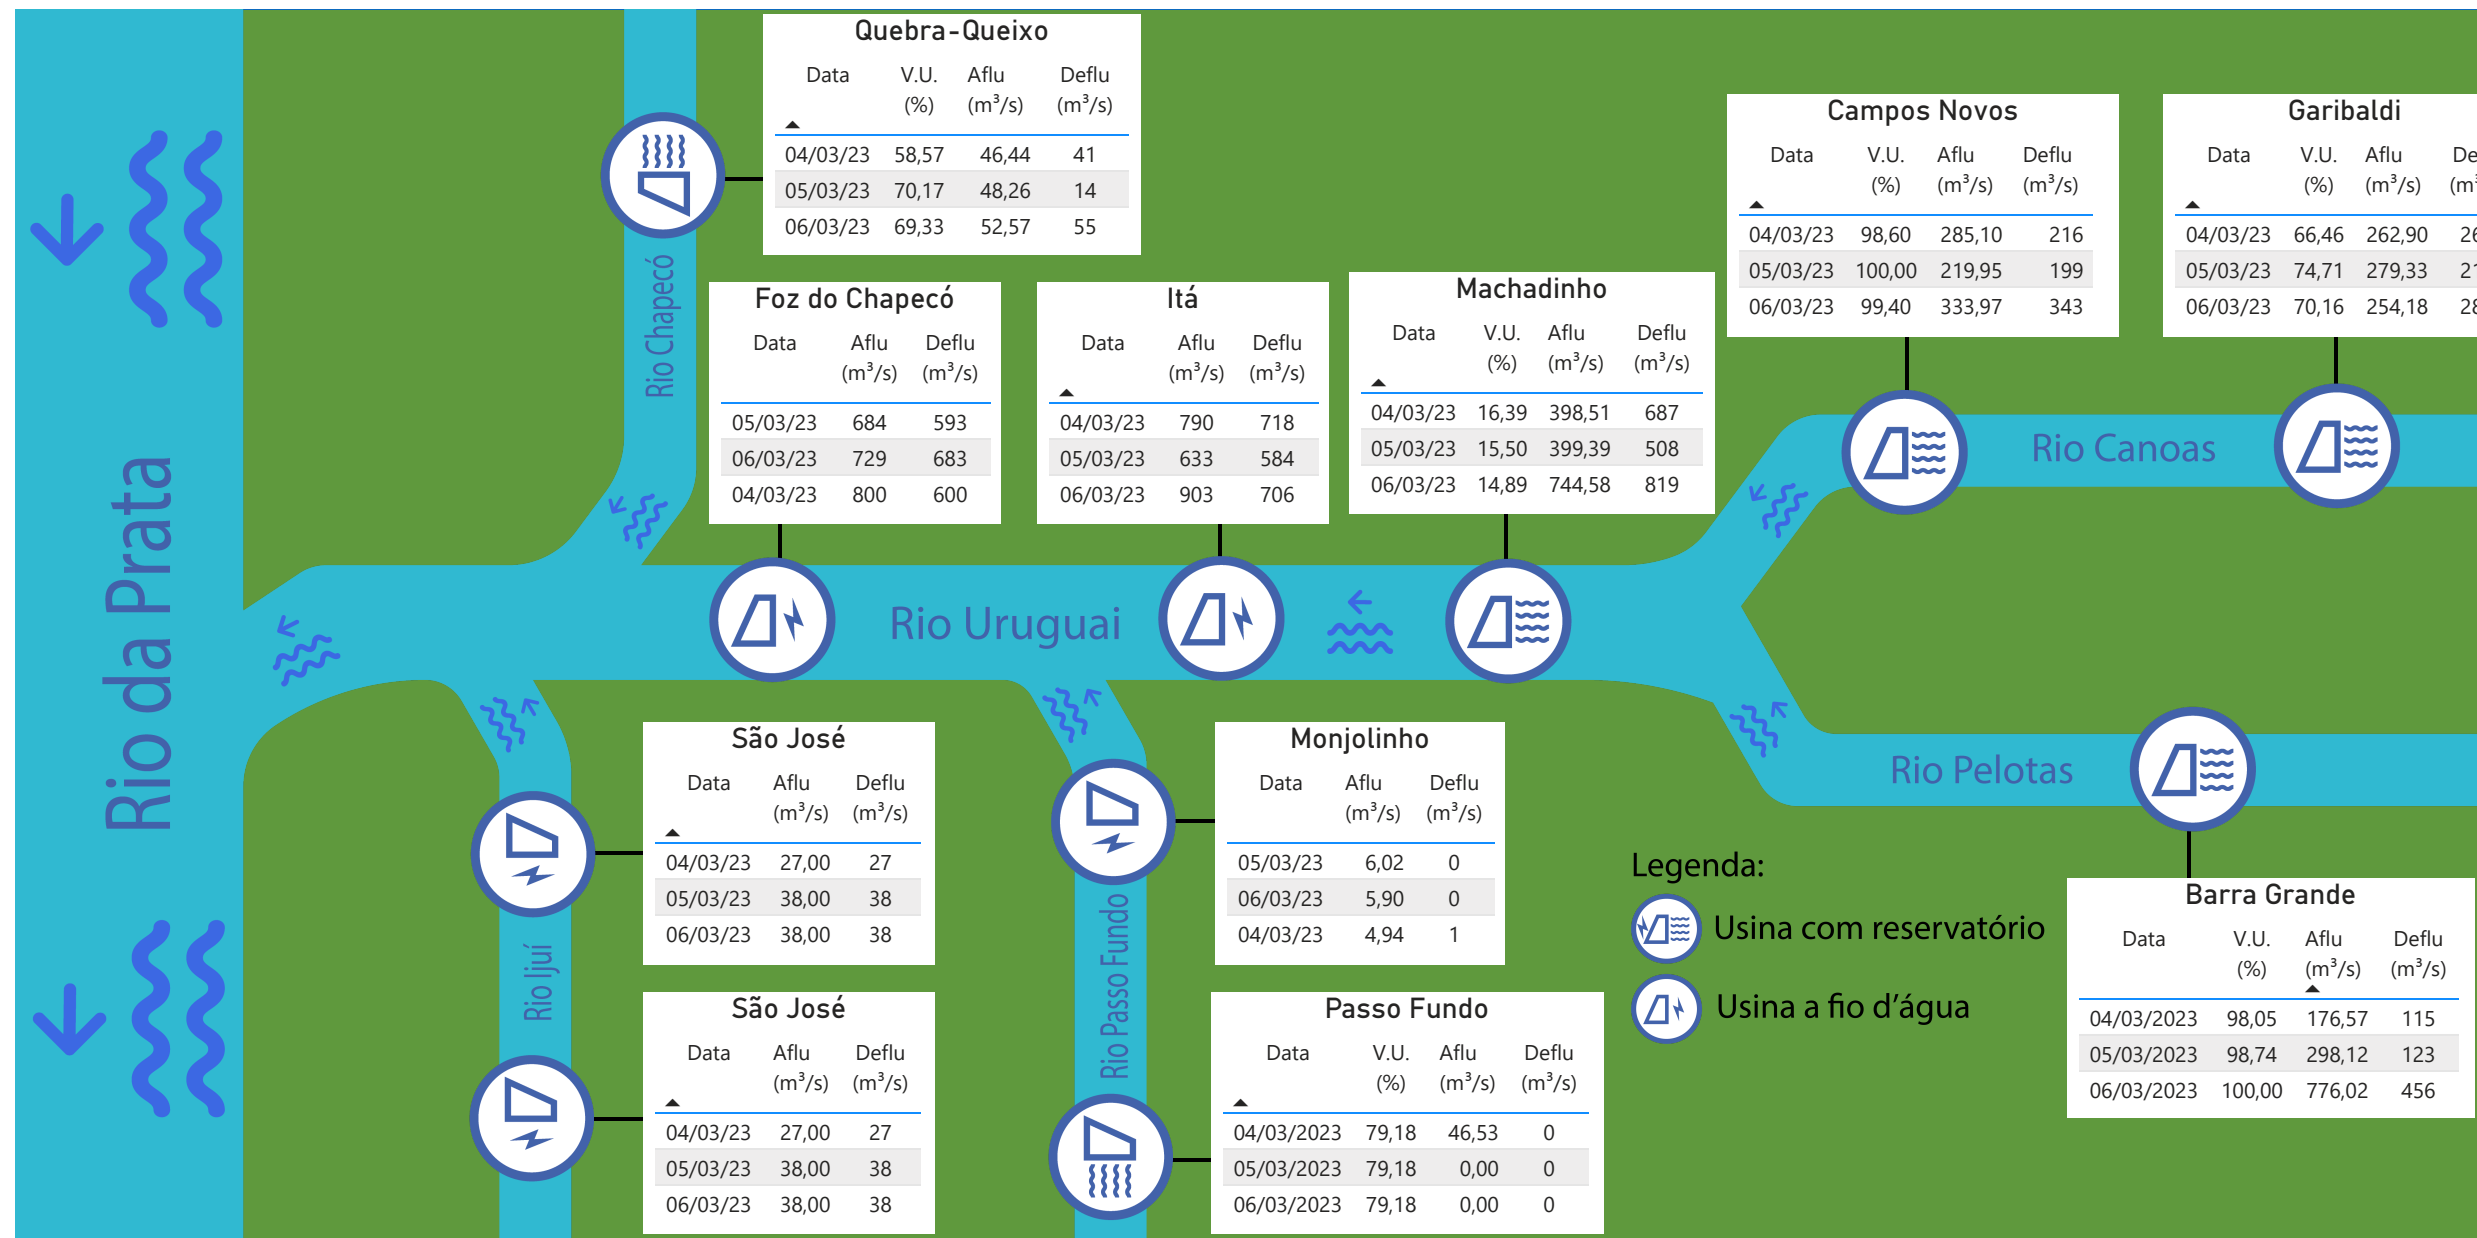 Quebra-Queixo
Data V.U. (%) Aflu (m³/s) Deflu (m³/s)
04/03/23 58,57 46,44 41
05/03/23 70,17 48,26 14
06/03/23 69,33 52,57 55
Campos Novos
Data V.U. (%) Aflu (m³/s) Deflu (m³/s)
04/03/23 98,60 285,10 216
05/03/23 100,00 219,95 199
06/03/23 99,40 333,97 343
Garibaldi
Data V.U. (%) Aflu (m³/s)
04/03/23 66,46 262,90
05/03/23 74,71 279,33
06/03/23 70,16 254,18
Foz do Chapecó
Data Aflu (m³/s) Deflu (m³/s)
05/03/23 684 593
06/03/23 729 683
04/03/23 800 600
Itá
Data Aflu (m³/s) Deflu (m³/s)
04/03/23 790 718
05/03/23 633 584
06/03/23 903 706
Machadinho
Data V.U. (%) Aflu (m³/s) Deflu (m³/s)
04/03/23 16,39 398,51 687
05/03/23 15,50 399,39 508
06/03/23 14,89 744,58 819
Rio Chapecó
Rio Canoas
Rio da Prata
Rio Uruguai
Rio Pelotas
São José
Data Aflu (m³/s) Deflu (m³/s)
04/03/23 27,00 27
05/03/23 38,00 38
06/03/23 38,00 38
Monjolinho
Data Aflu (m³/s) Deflu (m³/s)
05/03/23 6,02 0
06/03/23 5,90 0
04/03/23 4,94 1
Rio Ijuí
Rio Passo Fundo
Legenda:
Usina com reservatório
Usina a fio d'água
São José
Data Aflu (m³/s) Deflu (m³/s)
04/03/23 27,00 27
05/03/23 38,00 38
06/03/23 38,00 38
Passo Fundo
Data V.U. (%) Aflu (m³/s) Deflu (m³/s)
04/03/2023 79,18 46,53 0
05/03/2023 79,18 0,00 0
06/03/2023 79,18 0,00 0
Barra Grande
Data V.U. (%) Aflu (m³/s) Deflu (m³/s)
04/03/2023 98,05 176,57 115
05/03/2023 98,74 298,12 123
06/03/2023 100,00 776,02 456